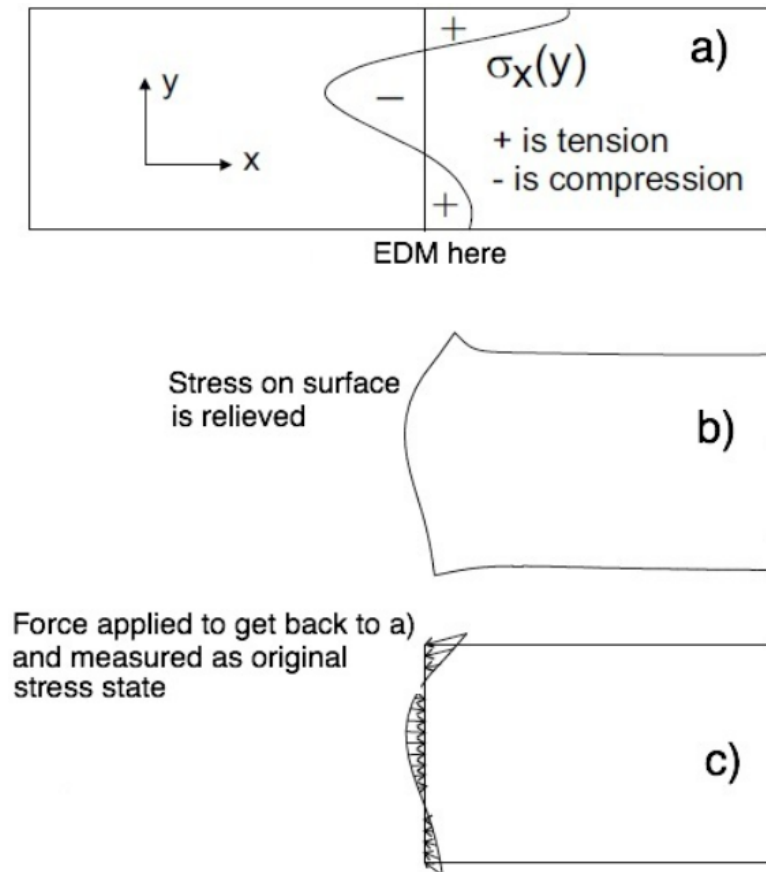 +
a)
σx(y)
y
−
+ is tension
x
- is compression
+
EDM here
Stress on surface
is relieved
b)
Force applied to get back to a)
and measured as original
stress state
c)